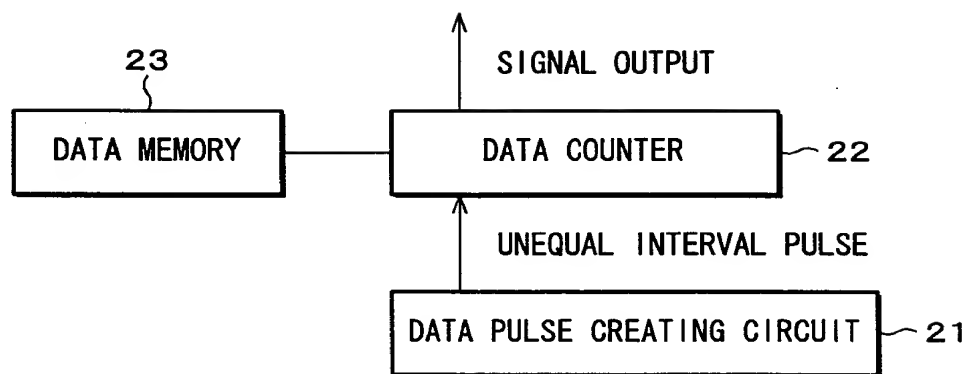 23
SIGNAL OUTPUT
DATA MEMORY
DATA COUNTER
22
UNEQUAL INTERVAL PULSE
DATA PULSE CREATING CIRCUIT
21